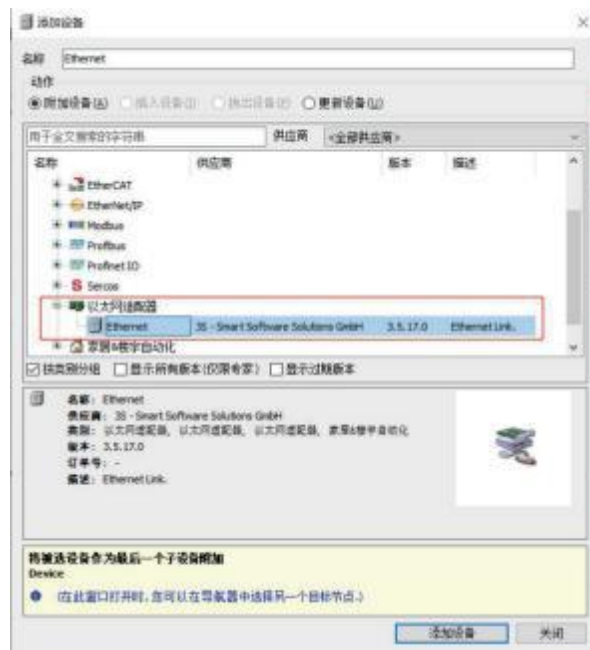 添加设备
名称 Ethernet
动作
附加设备(A) 插入设备(I) 拔出设备(P) 更新设备(U)
用于全文搜索的字符串 供应商 <全部供应商>
名称 供应商 版本 描述
EtherCAT
EtherNet/IP
Modbus
Profibus
Profinet IO
Sercos
以太网适配器
Ethernet 3S - Smart Software Solutions GmbH 3.5.17.0 Ethernet Link.
家居&楼宇自动化
按类别分组 显示所有版本(仅限专家) 显示过期版本
名称: Ethernet
供应商: 3S - Smart Software Solutions GmbH
类别: 以太网适配器, 以太网适配器, 以太网适配器, 家居&楼宇自动化
版本: 3.5.17.0
订单号: -
描述: Ethernet Link.
将被选设备作为最后一个子设备附加
Device
(在此窗口打开时,您可以在导航器中选择另一个目标节点.)
添加设备 关闭